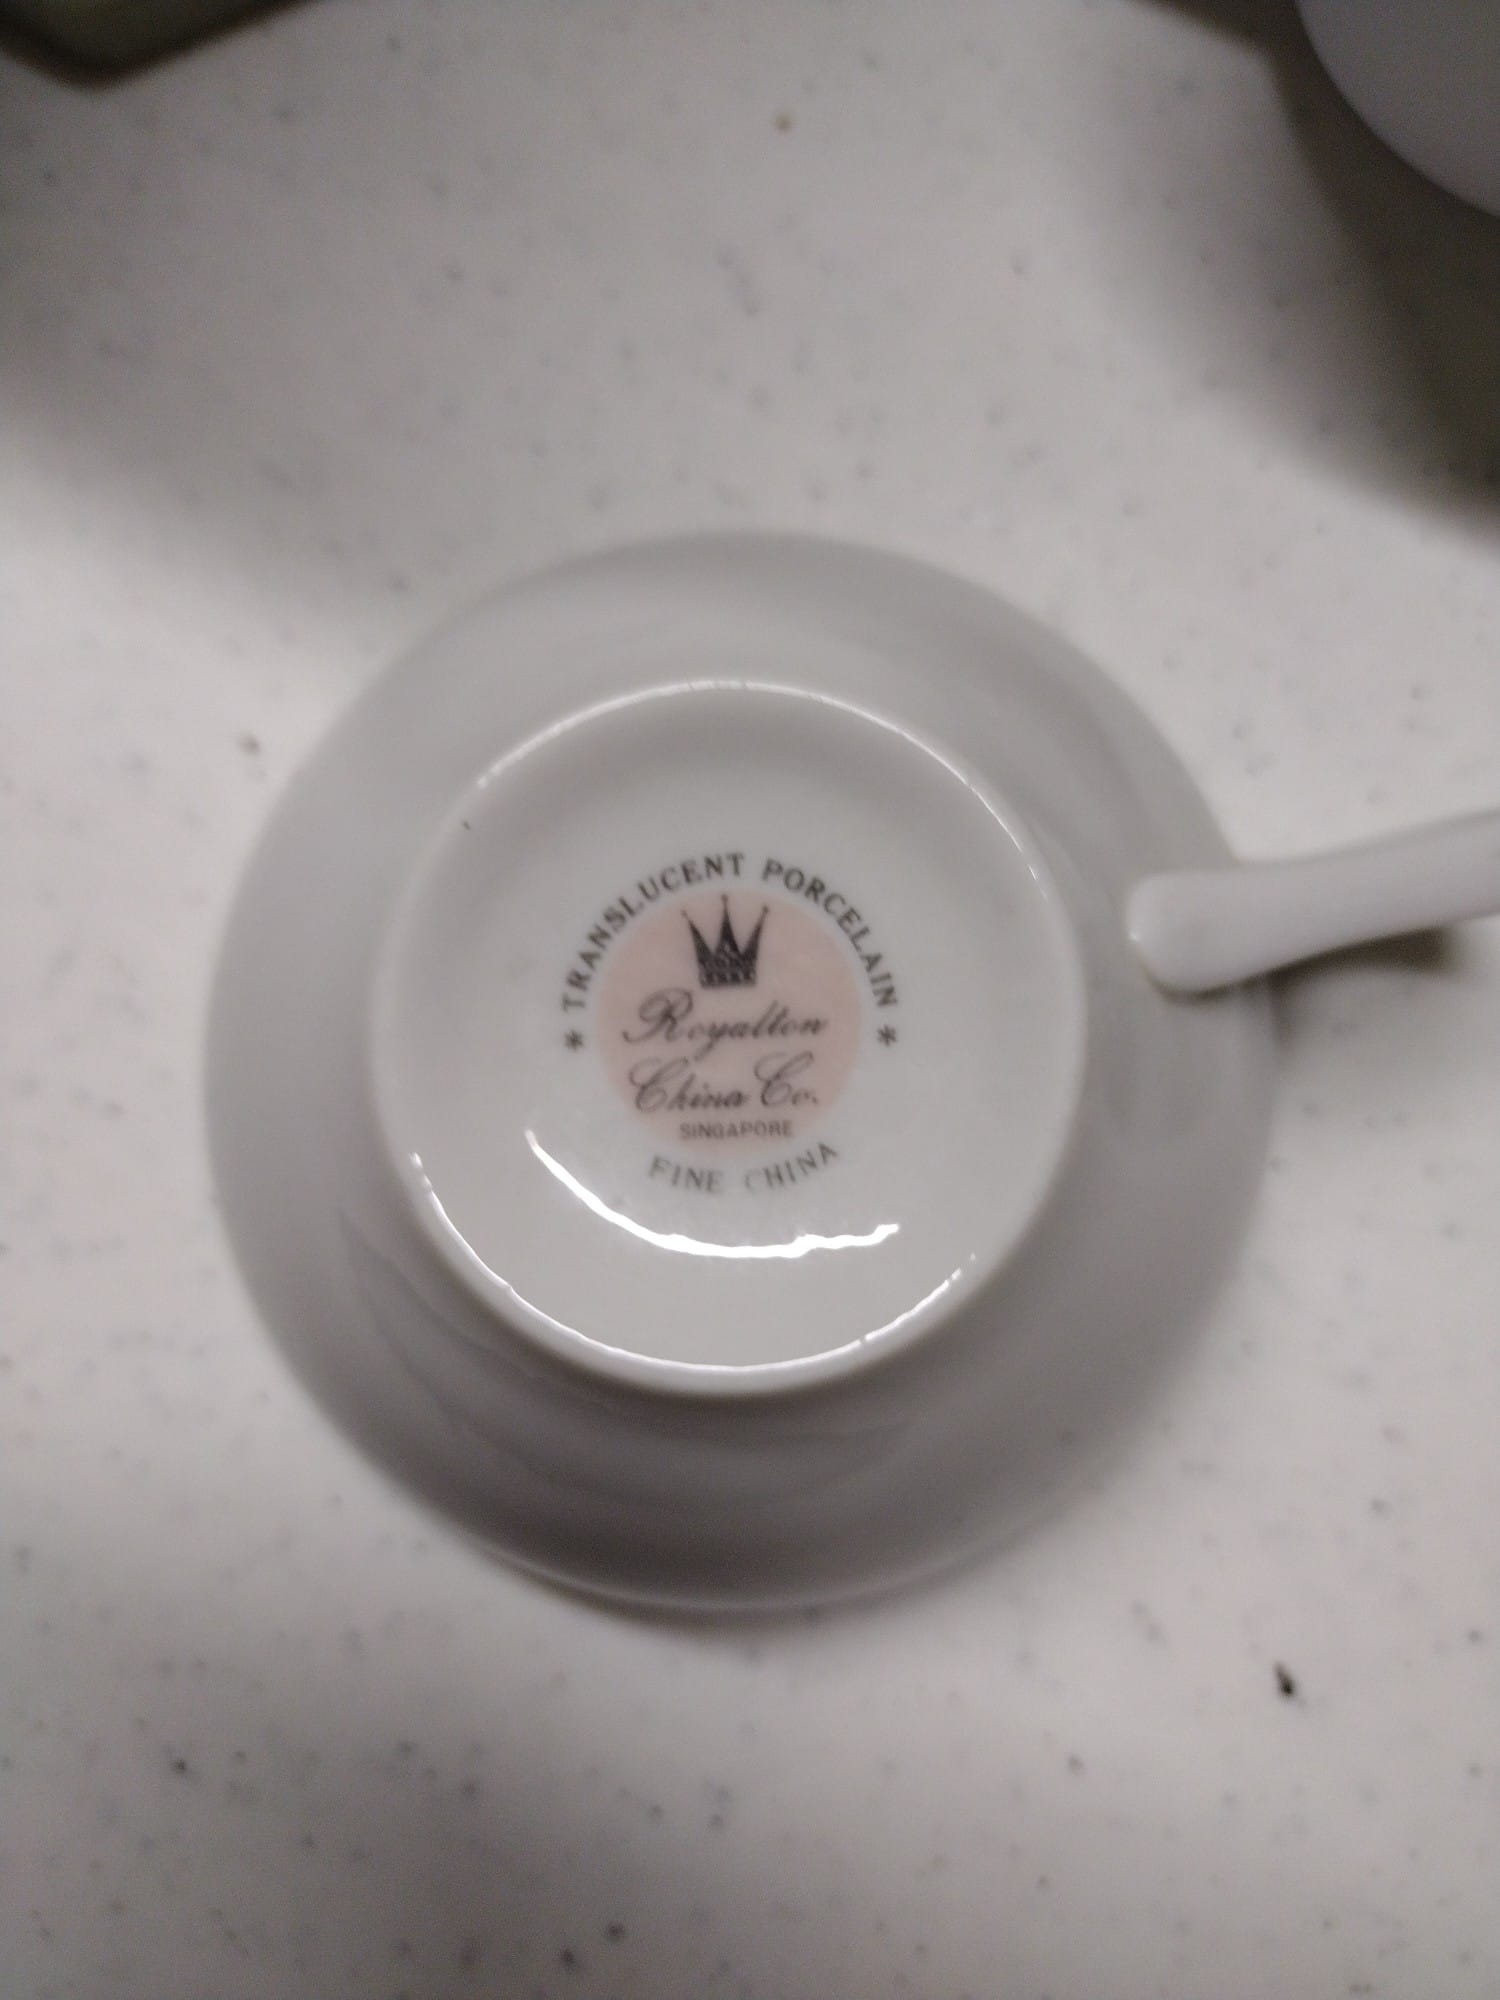 * TRANSLUCENT PORCELAIN *
Royalton
China Co.
SINGAPORE
FINE CHINA